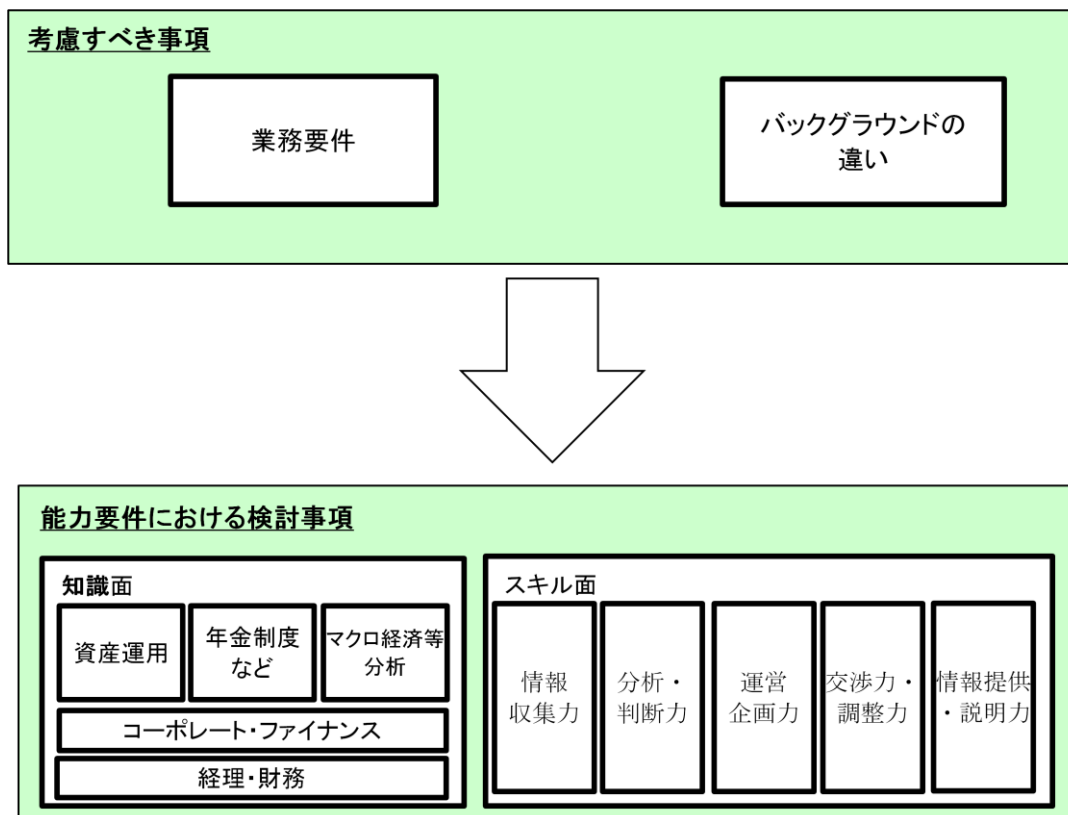 考慮すべき事項
業務要件
バックグラウンドの
違い
能力要件における検討事項
知識面
資産運用
年金制度
など
マクロ経済等
分析
コーポレート・ファイナンス
経理・財務
スキル面
情報
収集力
分析・
判断力
運営
企画力
交渉力・
調整力
情報提供
・説明力